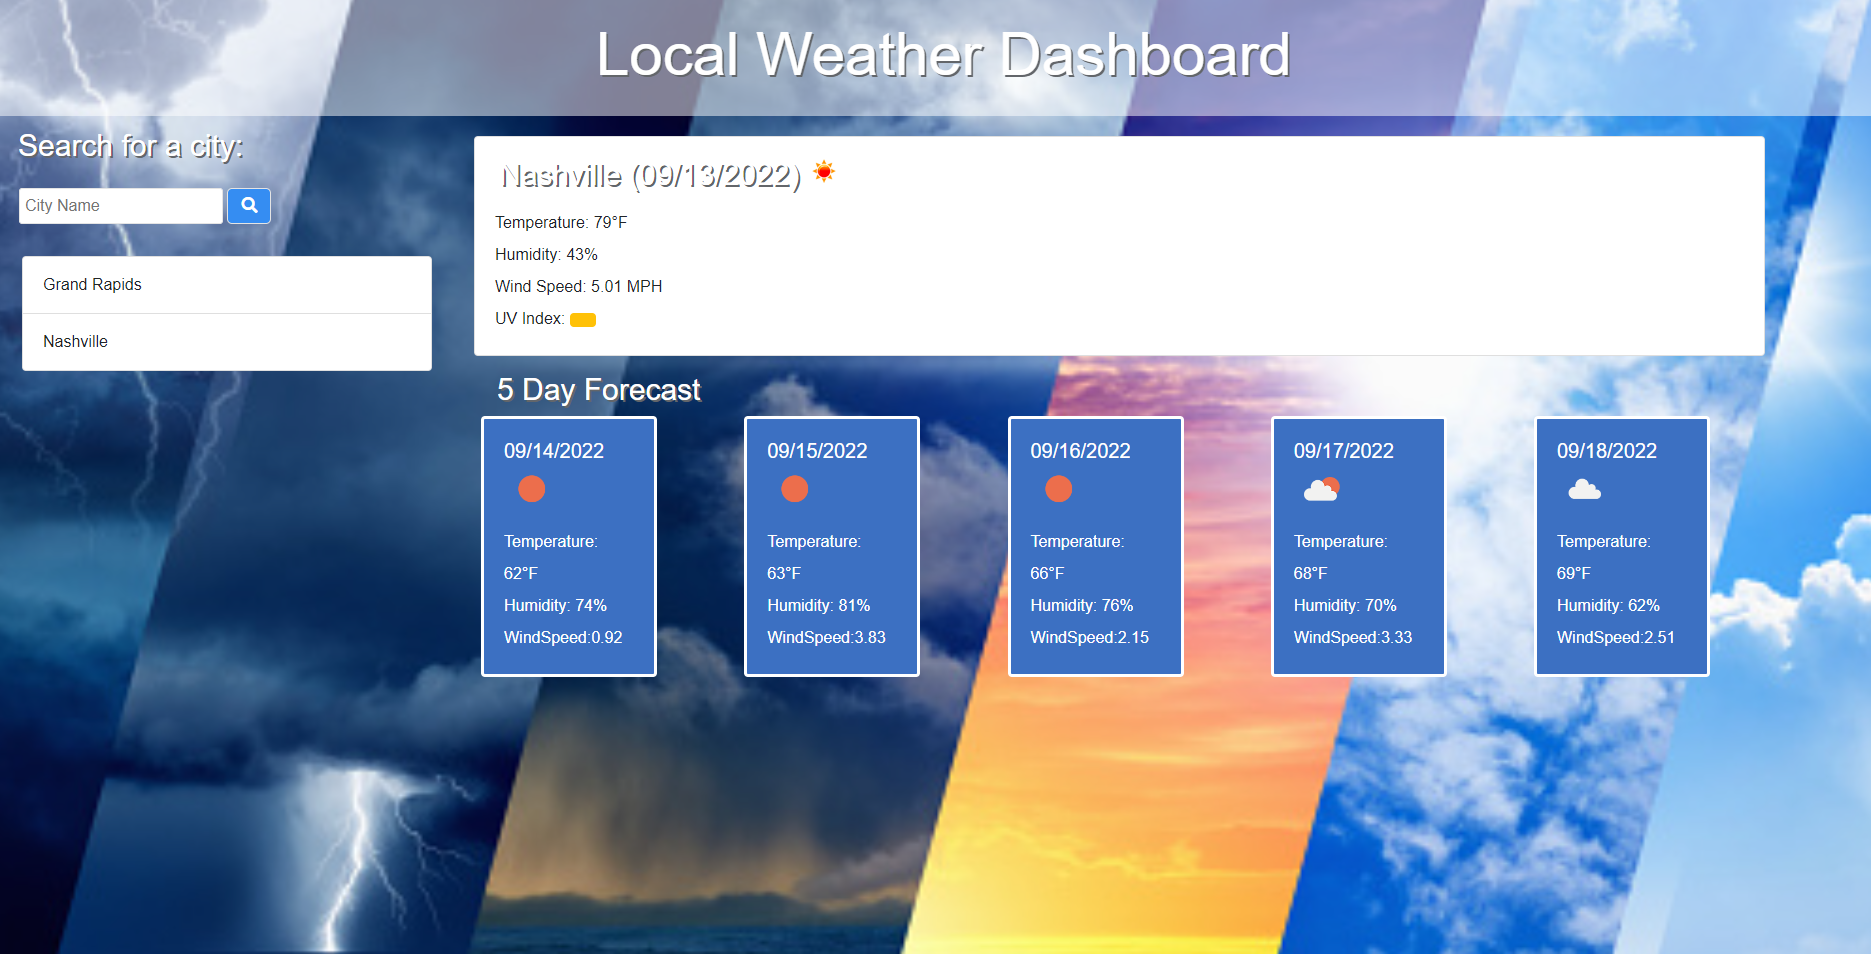 Local Weather Dashboard
Search for a city:
City Name
Grand Rapids
Nashville
Nashville (09/13/2022)
Temperature: 79°F
Humidity: 43%
Wind Speed: 5.01 MPH
UV Index:
5 Day Forecast
09/14/2022
Temperature:
62°F
Humidity: 74%
WindSpeed:0.92
09/15/2022
Temperature:
63°F
Humidity: 81%
WindSpeed:3.83
09/16/2022
Temperature:
66°F
Humidity: 76%
WindSpeed:2.15
09/17/2022
Temperature:
68°F
Humidity: 70%
WindSpeed:3.33
09/18/2022
Temperature:
69°F
Humidity: 62%
WindSpeed:2.51